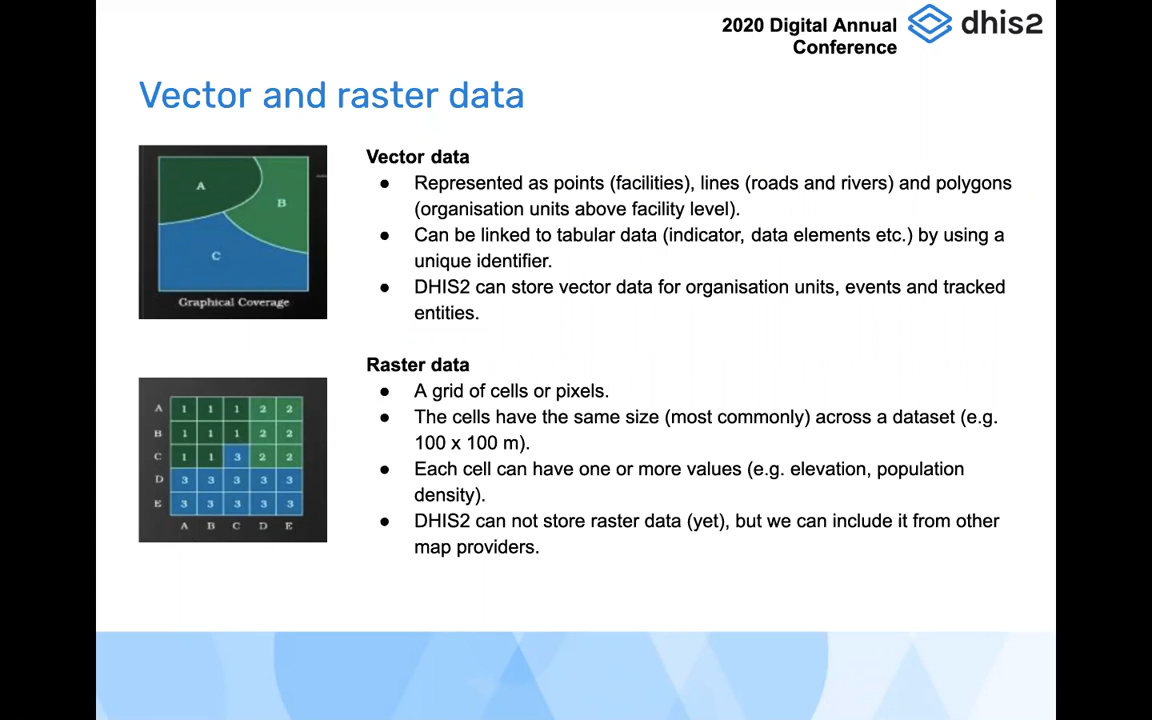 2020 Digital Annual
Conference
dhis2
Vector and raster data
A
B
C
Graphical Coverage
Vector data
● Represented as points (facilities), lines (roads and rivers) and polygons
(organisation units above facility level).
● Can be linked to tabular data (indicator, data elements etc.) by using a
unique identifier.
● DHIS2 can store vector data for organisation units, events and tracked
entities.
A 1 1 1 2 2
B 1 1 1 2 2
C 1 1 3 2 2
D 3 3 3 3 3
E 3 3 3 3 3
A B C D E
Raster data
● A grid of cells or pixels.
● The cells have the same size (most commonly) across a dataset (e.g.
100 x 100 m).
● Each cell can have one or more values (e.g. elevation, population
density).
● DHIS2 can not store raster data (yet), but we can include it from other
map providers.